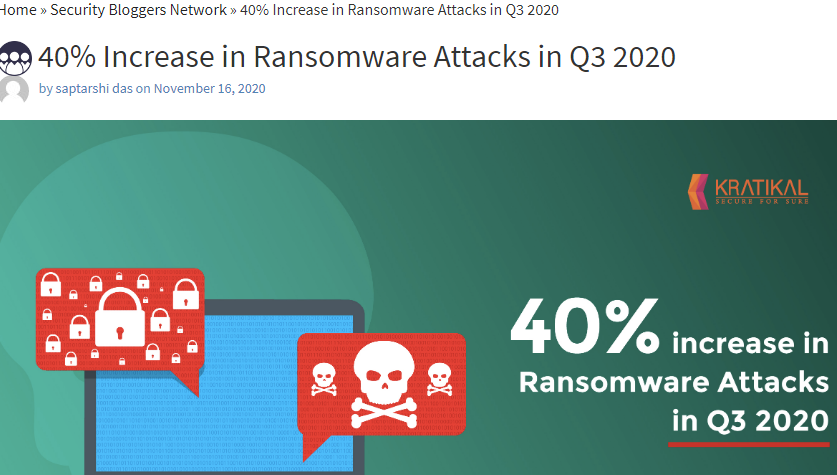 Home » Security Bloggers Network » 40% Increase in Ransomware Attacks in Q3 2020
40% Increase in Ransomware Attacks in Q3 2020
by saptarshi das on November 16, 2020
KRATIKAL
SECURE FOR SURE
40% increase in
Ransomware Attacks
in Q3 2020